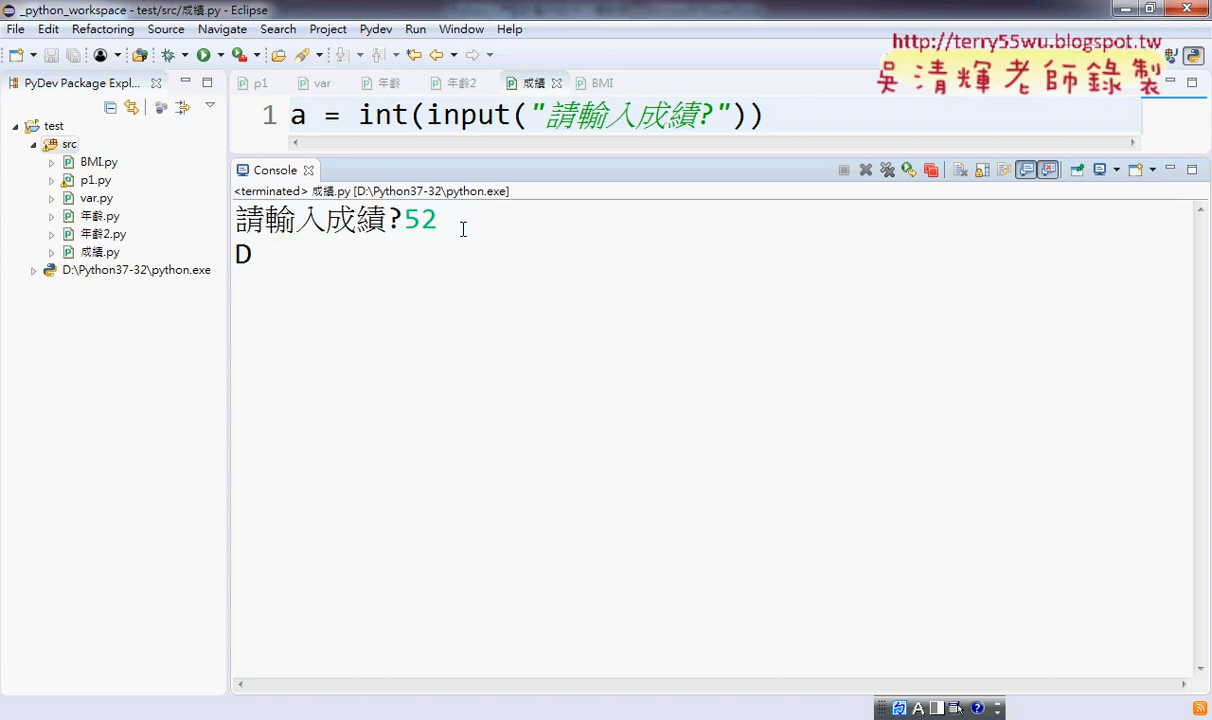 _python_workspace - test/src/成績.py - Eclipse
File Edit Refactoring Source Navigate Search Project Pydev Run Window Help
http://terry55wu.blogspot.tw
吳清輝老師錄製
PyDev Package Expl...
p1 var 年齡 年齡2 成績 BMI
1 a = int(input("請輸入成績?"))
test
src
BMI.py
p1.py
var.py
年齡.py
年齡2.py
成績.py
D:\Python37-32\python.exe
Console
<terminated> 成績.py [D:\Python37-32\python.exe]
請輸入成績?52
D
A